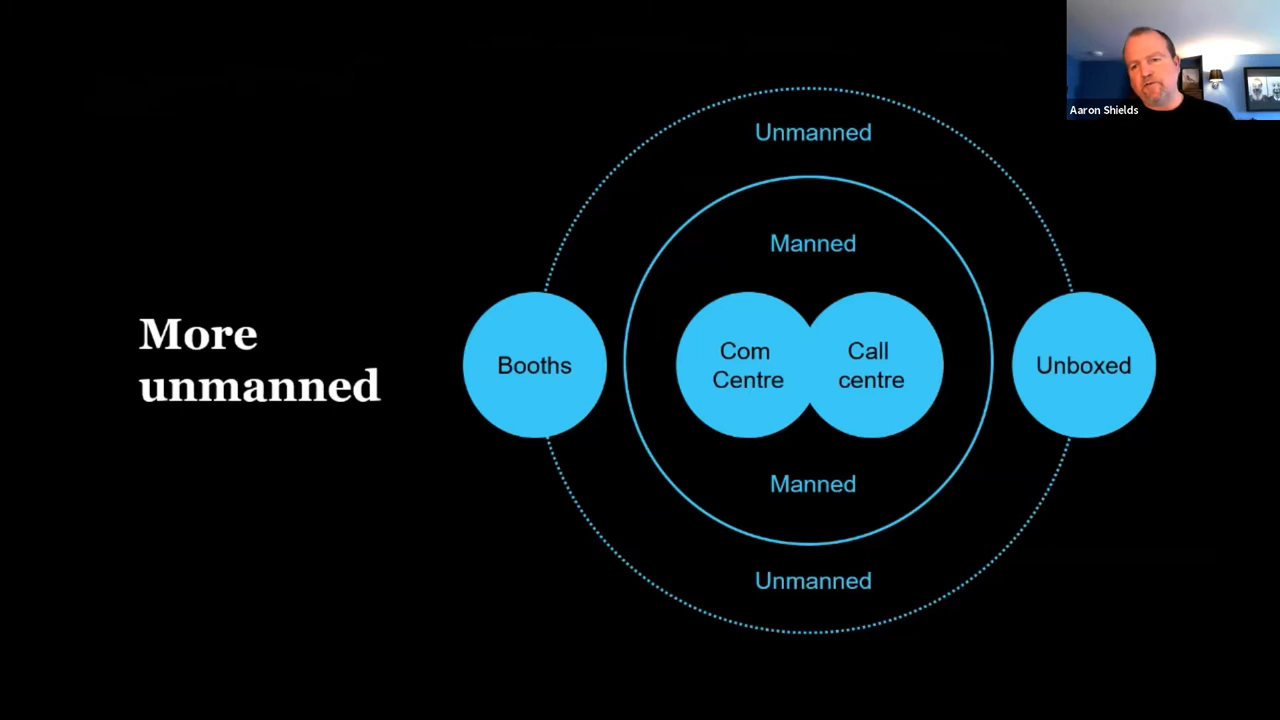 Aaron Shields
Unmanned
Manned
More
unmanned
Booths
Com
Centre
Call
centre
Unboxed
Manned
Unmanned